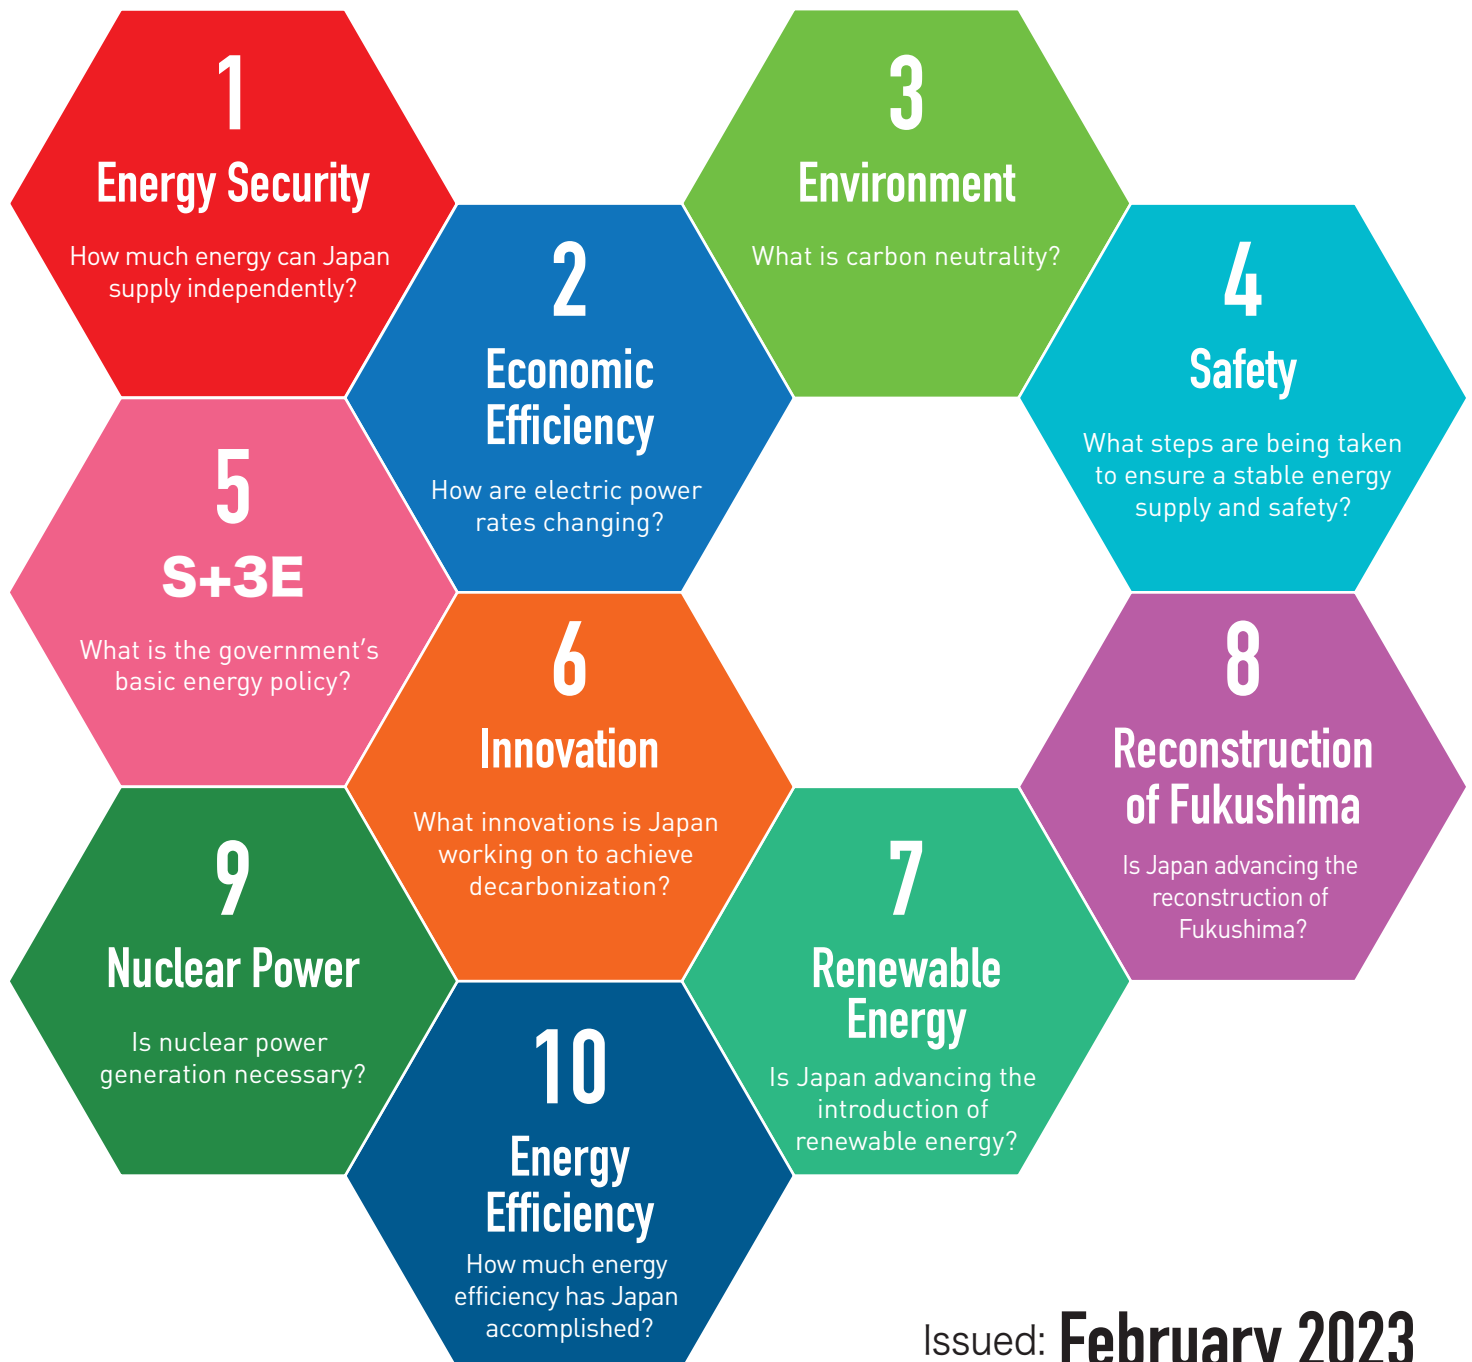 1
Energy Security
How much energy can Japan
supply independently?
2
Economic
Efficiency
How are electric power
rates changing?
3
Environment
What is carbon neutrality?
4
Safety
What steps are being taken
to ensure a stable energy
supply and safety?
5
S+3E
What is the government's
basic energy policy?
6
Innovation
What innovations is Japan
working on to achieve
decarbonization?
7
Renewable
Energy
Is Japan advancing the
introduction of
renewable energy?
8
Reconstruction
of Fukushima
Is Japan advancing the
reconstruction of
Fukushima?
9
Nuclear Power
Is nuclear power
generation necessary?
10
Energy
Efficiency
How much energy
efficiency has Japan
accomplished?
Issued: February 2023